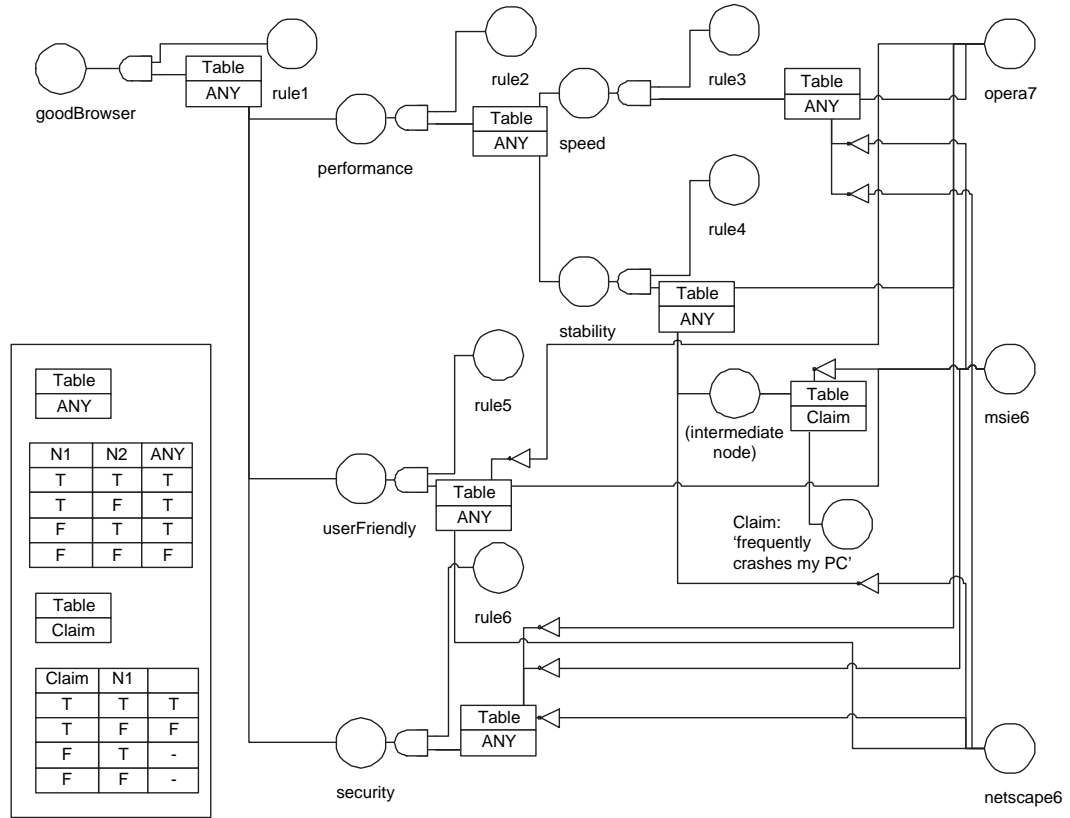 Table
ANY
goodBrowser
rule1
rule2
rule3
Table
ANY
opera7
Table
ANY
speed
performance
rule4
Table
ANY
stability
rule5
Table
Claim
(intermediate
node)
msie6
Table
ANY
userFriendly
Claim:
‘frequently
crashes my PC’
rule6
Table
ANY
security
netscape6
Table
ANY
N1 N2 ANY
T T T
T F T
F T T
F F F
Table
Claim
Claim N1
T T T
T F F
F T -
F F -